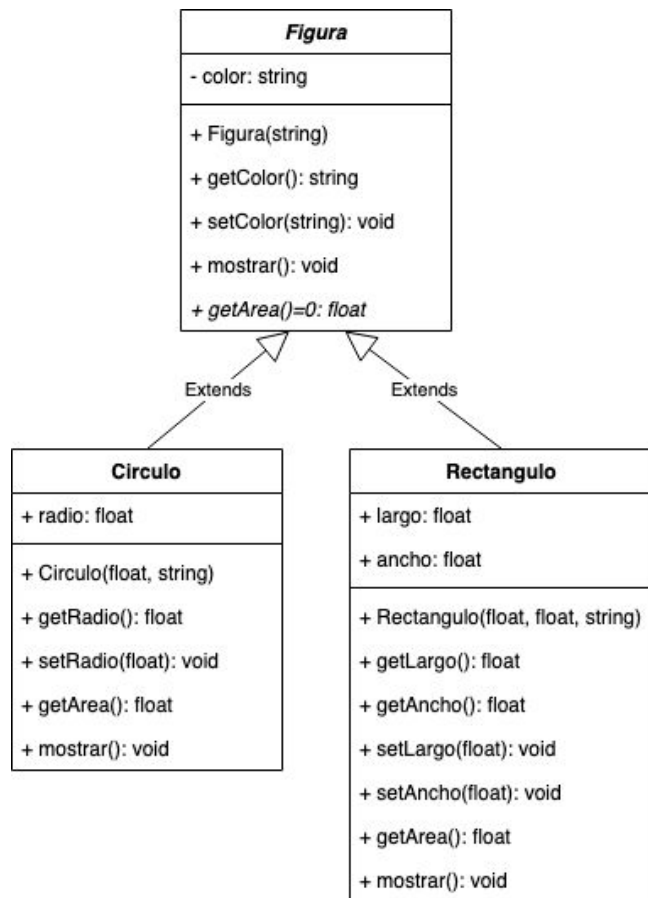 Figura
- color: string
+ Figura(string)
+ getColor(): string
+ setColor(string): void
+ mostrar(): void
+ getArea()=0: float
Extends
Extends
Circulo
+ radio: float
+ Circulo(float, string)
+ getRadio(): float
+ setRadio(float): void
+ getArea(): float
+ mostrar(): void
Rectangulo
+ largo: float
+ ancho: float
+ Rectangulo(float, float, string)
+ getLargo(): float
+ getAncho(): float
+ setLargo(float): void
+ setAncho(float): void
+ getArea(): float
+ mostrar(): void